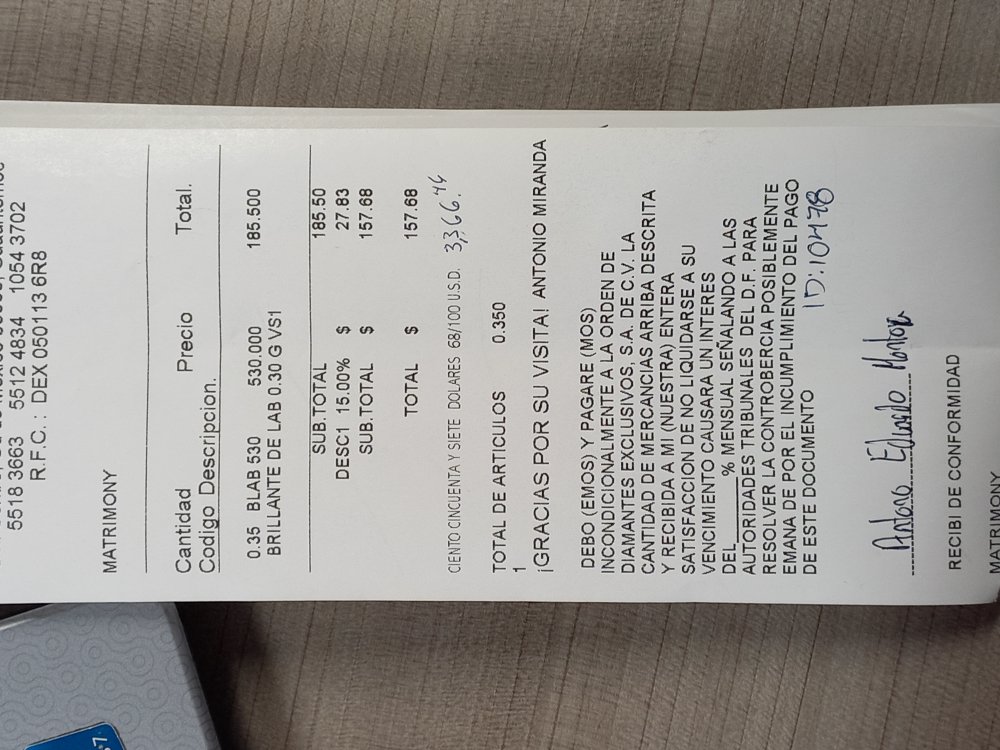 5518 3663   5512 4834   1054 3702
R.F.C. :  DEX 050113 6R8
MATRIMONY
Cantidad   Precio   Total.
Codigo Descripcion.
0.35  BLAB 530   530.000   185.500
BRILLANTE DE LAB 0.30 G VS1
SUB.TOTAL   185.50
DESC1 15.00%  $   27.83
SUB.TOTAL  $   157.68
TOTAL  $   157.68
CIENTO CINCUENTA Y SIETE  DOLARES  68/100 U.S.D.  3,366.44
TOTAL DE ARTICULOS   0.350
1
¡GRACIAS POR SU VISITA! ANTONIO MIRANDA
DEBO (EMOS) Y PAGARE (MOS)
INCONDICIONALMENTE A LA ORDEN DE
DIAMANTES EXCLUSIVOS, S.A. DE C.V. LA
CANTIDAD DE MERCANCIAS ARRIBA DESCRITA
Y RECIBIDA A MI (NUESTRA) ENTERA
SATISFACCION DE NO LIQUIDARSE A SU
VENCIMIENTO CAUSARA UN INTERES
DEL______% MENSUAL SEÑALANDO A LAS
AUTORIDADES TRIBUNALES  DEL D.F. PARA
RESOLVER LA CONTROBERCIA POSIBLEMENTE
EMANA DE POR EL INCUMPLIMIENTO DEL PAGO
DE ESTE DOCUMENTO   ID:10478
Antonio Eduardo
RECIBI DE CONFORMIDAD
MATRIMONY